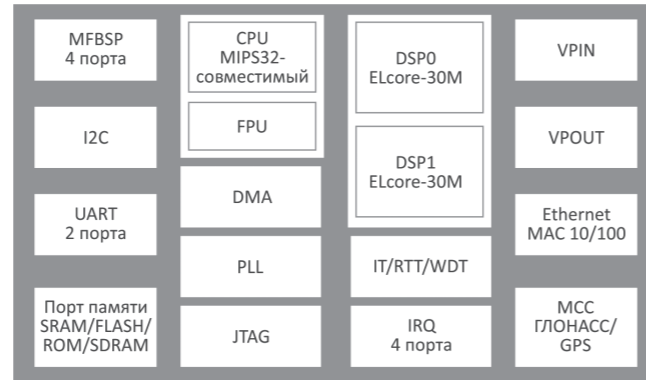 MFBSP
4 порта
I2C
UART
2 порта
Порт памяти
SRAM/FLASH/
ROM/SDRAM
CPU
MIPS32-
совместимый
FPU
DMA
PLL
JTAG
DSP0
ELcore-30M
DSP1
ELcore-30M
IT/RTT/WDT
IRQ
4 порта
VPIN
VPOUT
Ethernet
MAC 10/100
МСС
ГЛОНАСС/
GPS